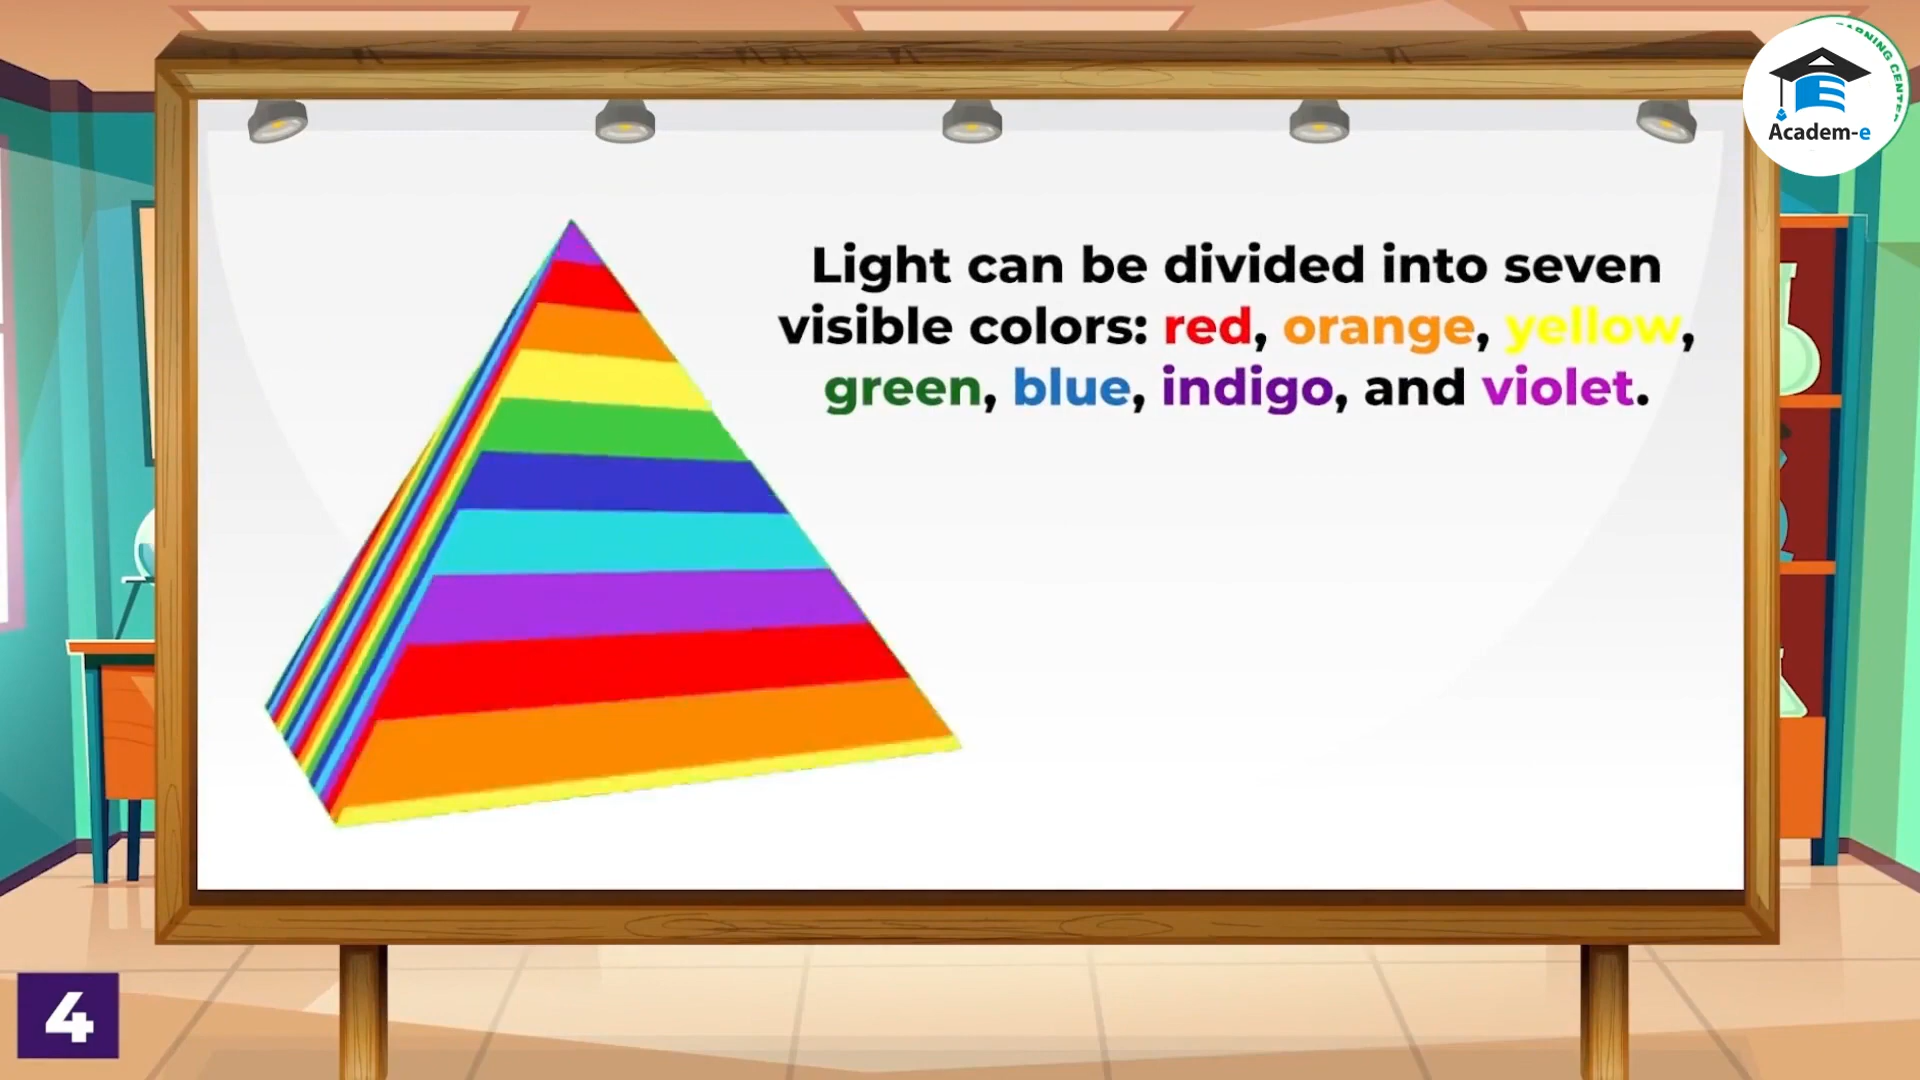 Light can be divided into seven
visible colors: red, orange, yellow,
green, blue, indigo, and violet.
Academ-e
4